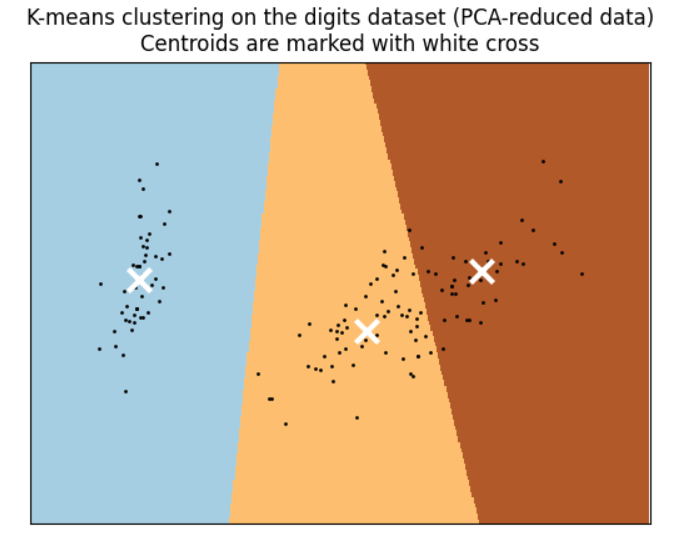 K-means clustering on the digits dataset (PCA-reduced data)
Centroids are marked with white cross